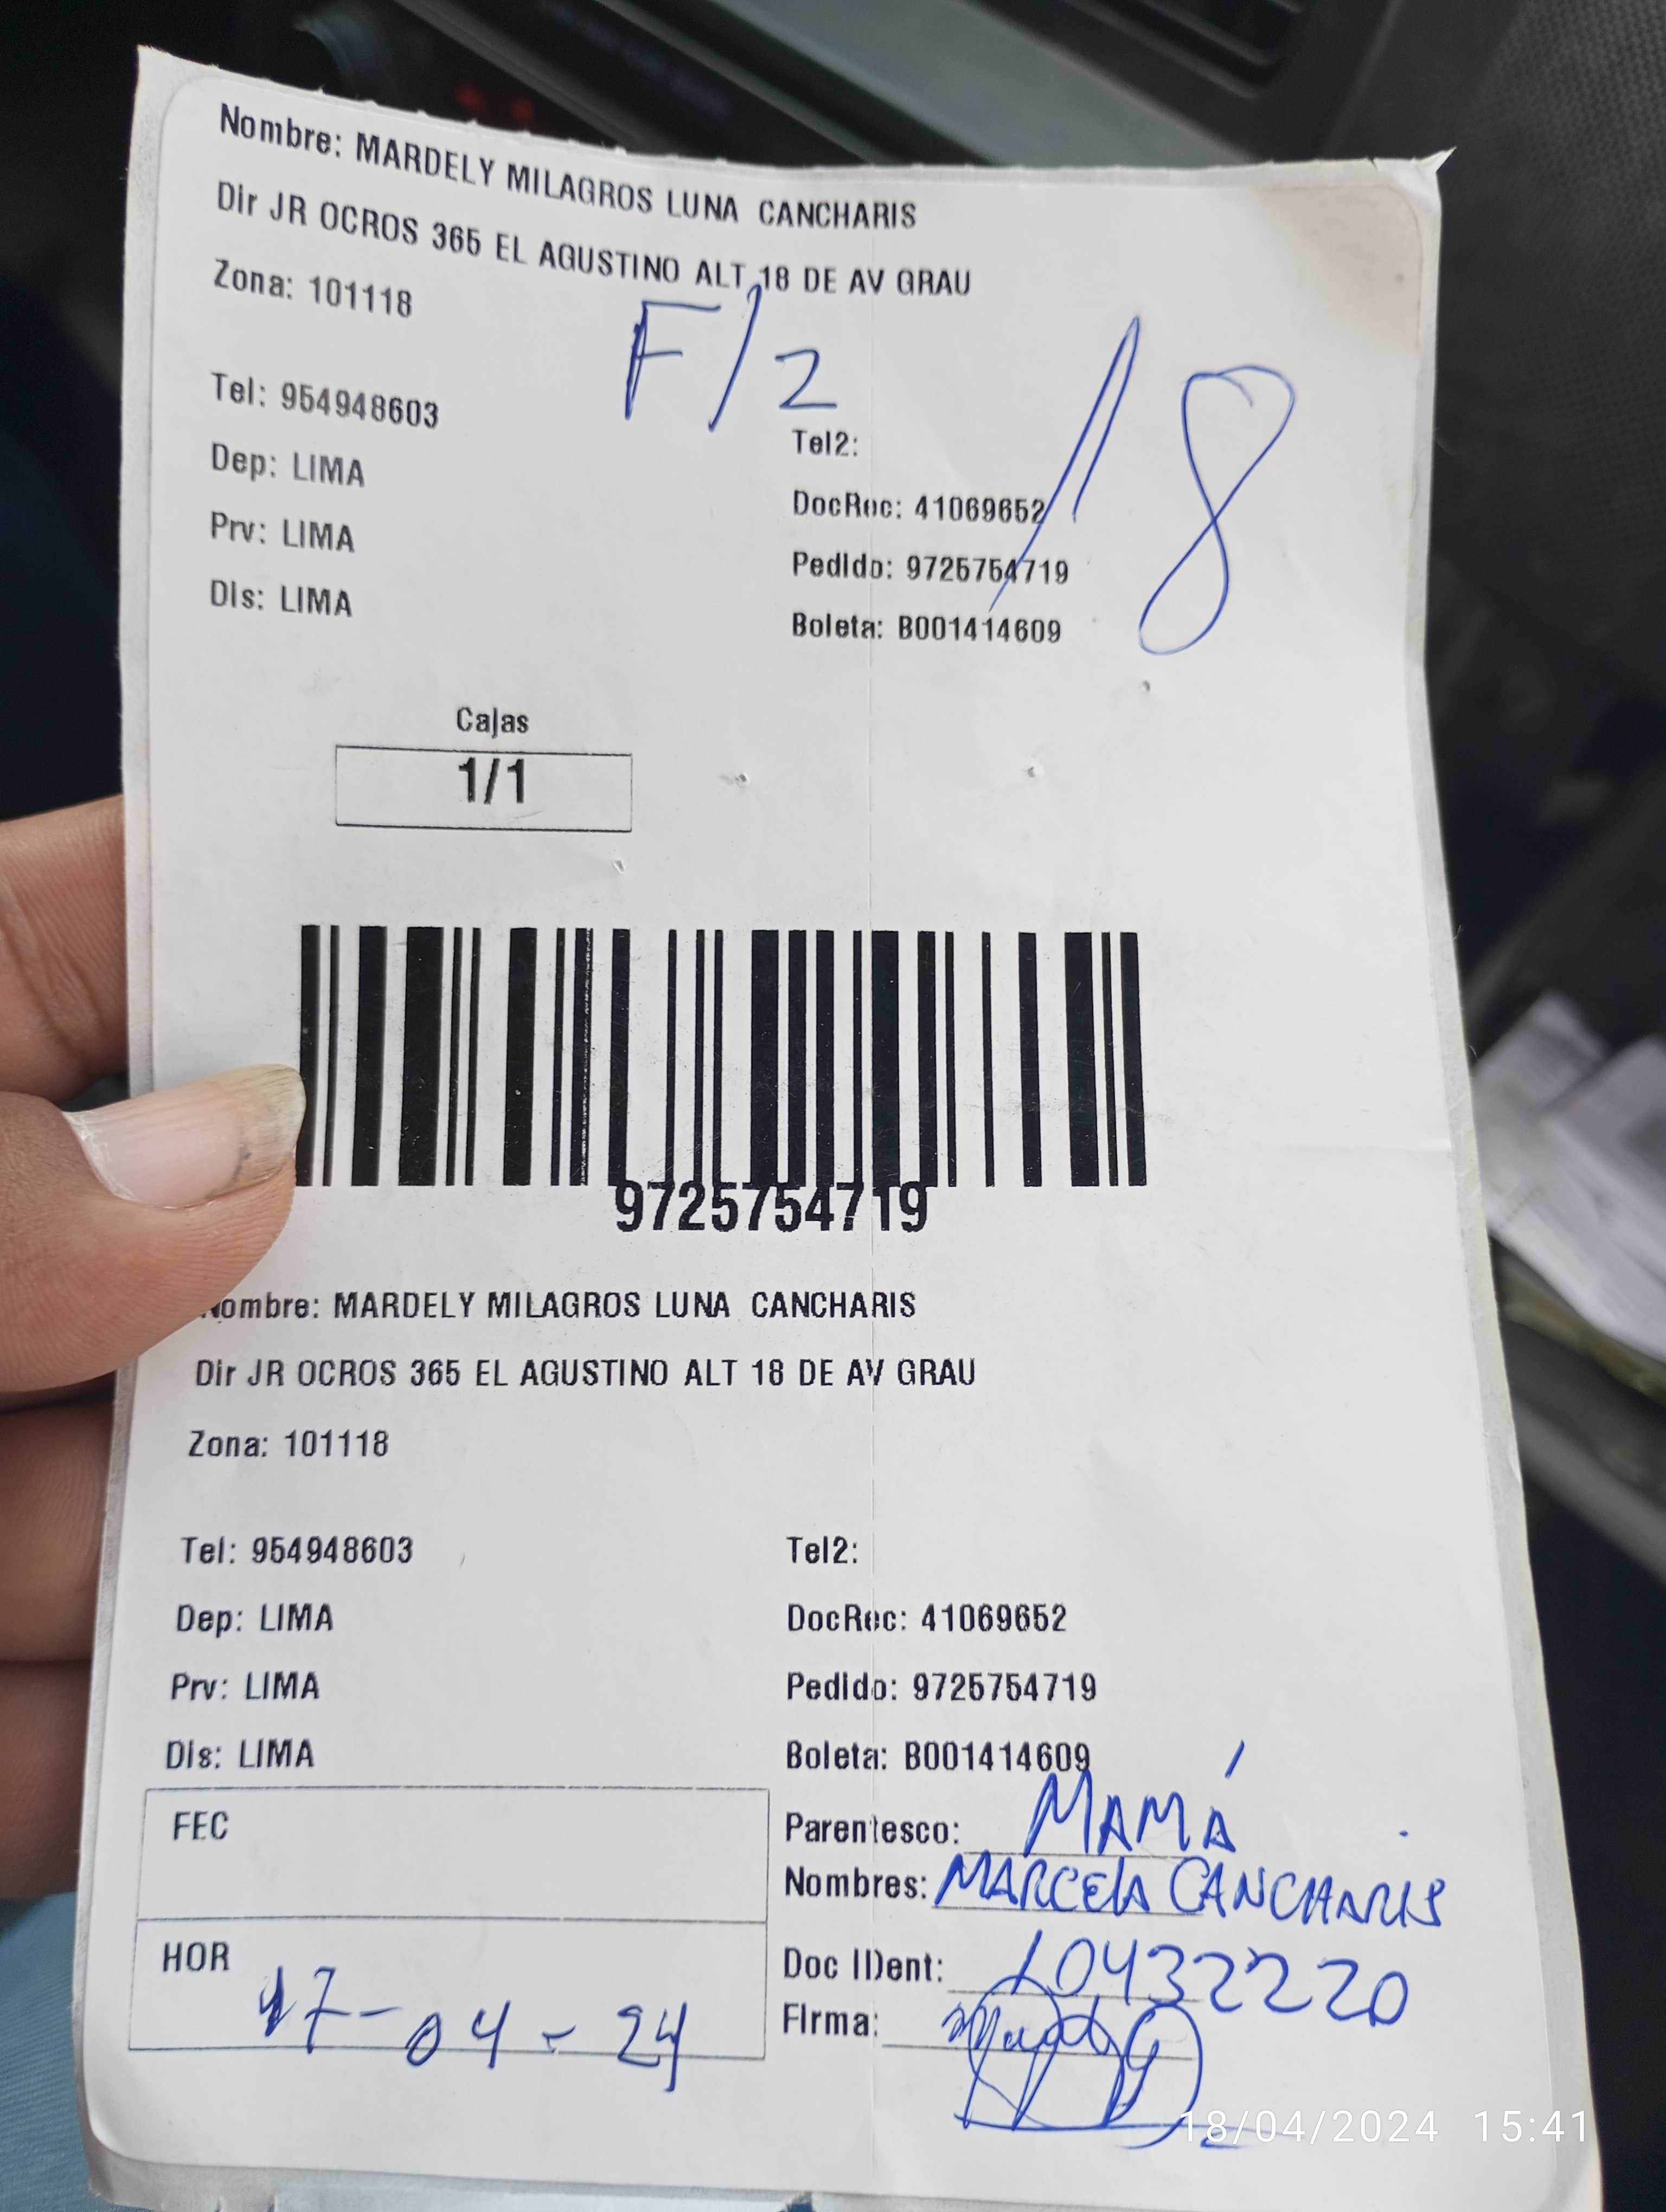 Nombre: MARDELY MILAGROS LUNA CANCHARIS
Dir JR OCROS 365 EL AGUSTINO ALT 18 DE AV GRAU
Zona: 101118
F/2
18
Tel: 954948603
Tel2:
Dep: LIMA
DocRec: 41069652
Prv: LIMA
Pedido: 9725754719
Dis: LIMA
Boleta: B001414609
Cajas
1/1
9725754719
Nombre: MARDELY MILAGROS LUNA CANCHARIS
Dir JR OCROS 365 EL AGUSTINO ALT 18 DE AV GRAU
Zona: 101118
Tel: 954948603
Tel2:
Dep: LIMA
DocRec: 41069652
Prv: LIMA
Pedido: 9725754719
Dis: LIMA
Boleta: B001414609
FEC
Parentesco: MAMÁ
Nombres: MARCELA CANCHARIS
HOR
17-04-24
Doc IDent: 10432220
Firma:
18/04/2024 15:41